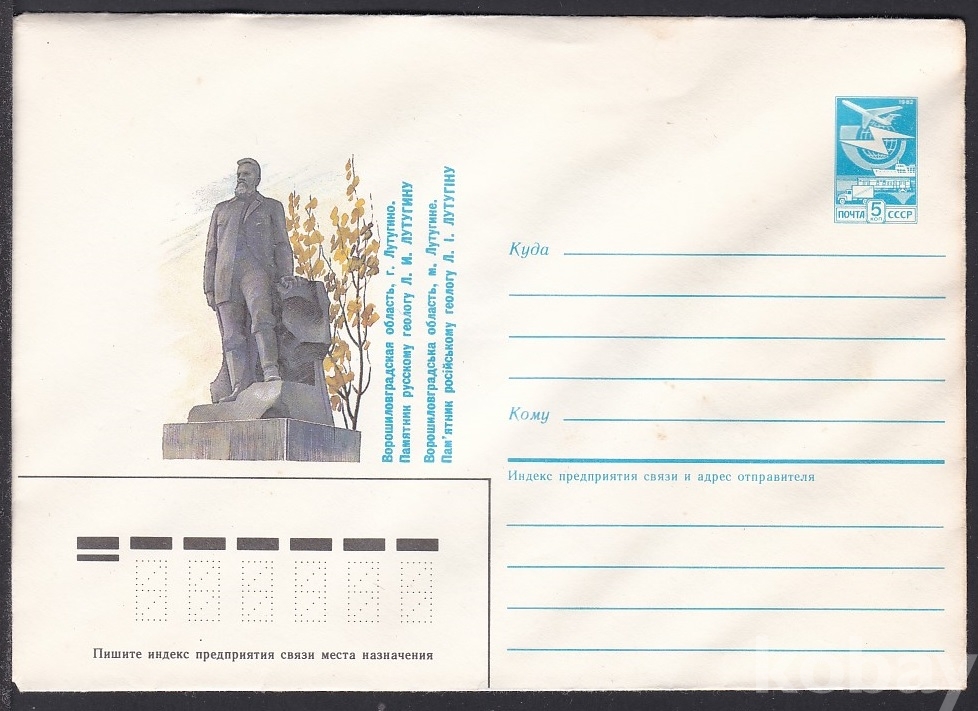 1982
ПОЧТА 5 КОП СССР
Ворошиловградская область, г. Лутугино.
Памятник русскому геологу Л. И. ЛУТУГИНУ
Ворошиловградська область, м. Лутугине.
Пам'ятник російському геологу Л. І. ЛУТУГІНУ
Куда
Кому
Индекс предприятия связи и адрес отправителя
Пишите индекс предприятия связи места назначения
kobay